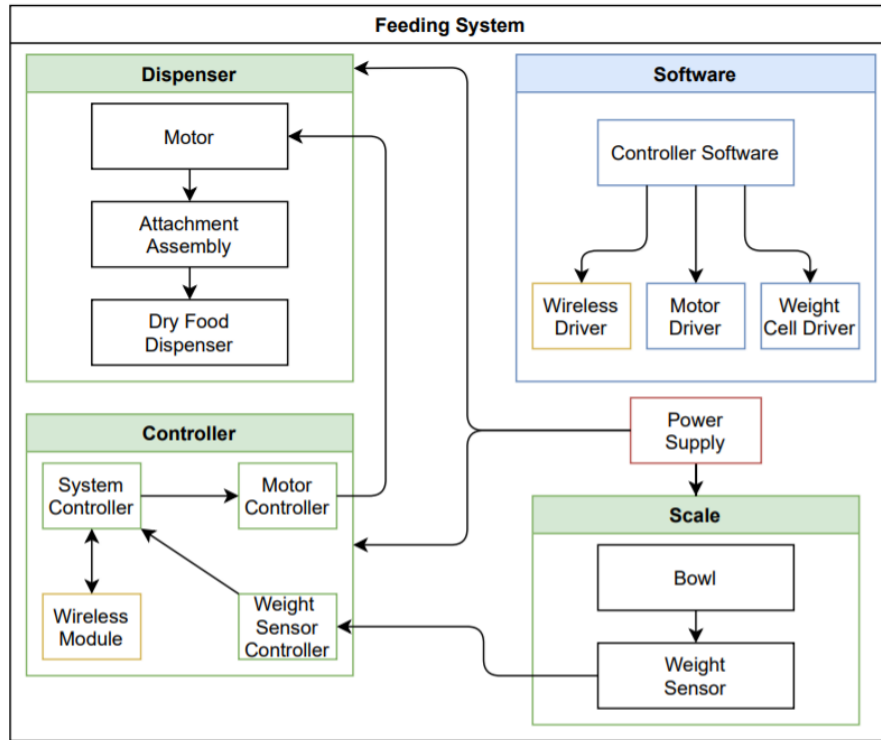 Feeding System
Dispenser
Motor
Attachment
Assembly
Dry Food
Dispenser
Software
Controller Software
Wireless
Driver
Motor
Driver
Weight
Cell Driver
Controller
System
Controller
Motor
Controller
Wireless
Module
Weight
Sensor
Controller
Power
Supply
Scale
Bowl
Weight
Sensor